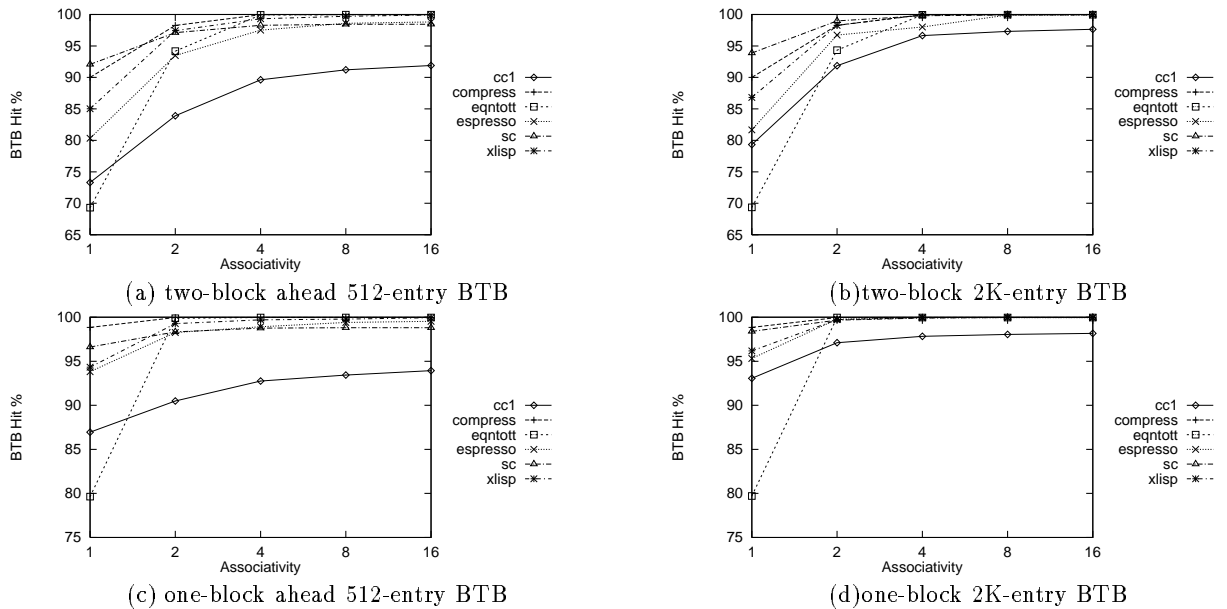 100
95
90
85
80
75
70
65
BTB Hit %
1
2
4
8
16
Associativity
cc1
compress
eqntott
espresso
sc
xlisp
(a) two-block ahead 512-entry BTB
100
95
90
85
80
75
70
65
BTB Hit %
1
2
4
8
16
Associativity
cc1
compress
eqntott
espresso
sc
xlisp
(b)two-block 2K-entry BTB
100
95
90
85
80
75
BTB Hit %
1
2
4
8
16
Associativity
cc1
compress
eqntott
espresso
sc
xlisp
(c) one-block ahead 512-entry BTB
100
95
90
85
80
75
BTB Hit %
1
2
4
8
16
Associativity
cc1
compress
eqntott
espresso
sc
xlisp
(d)one-block 2K-entry BTB